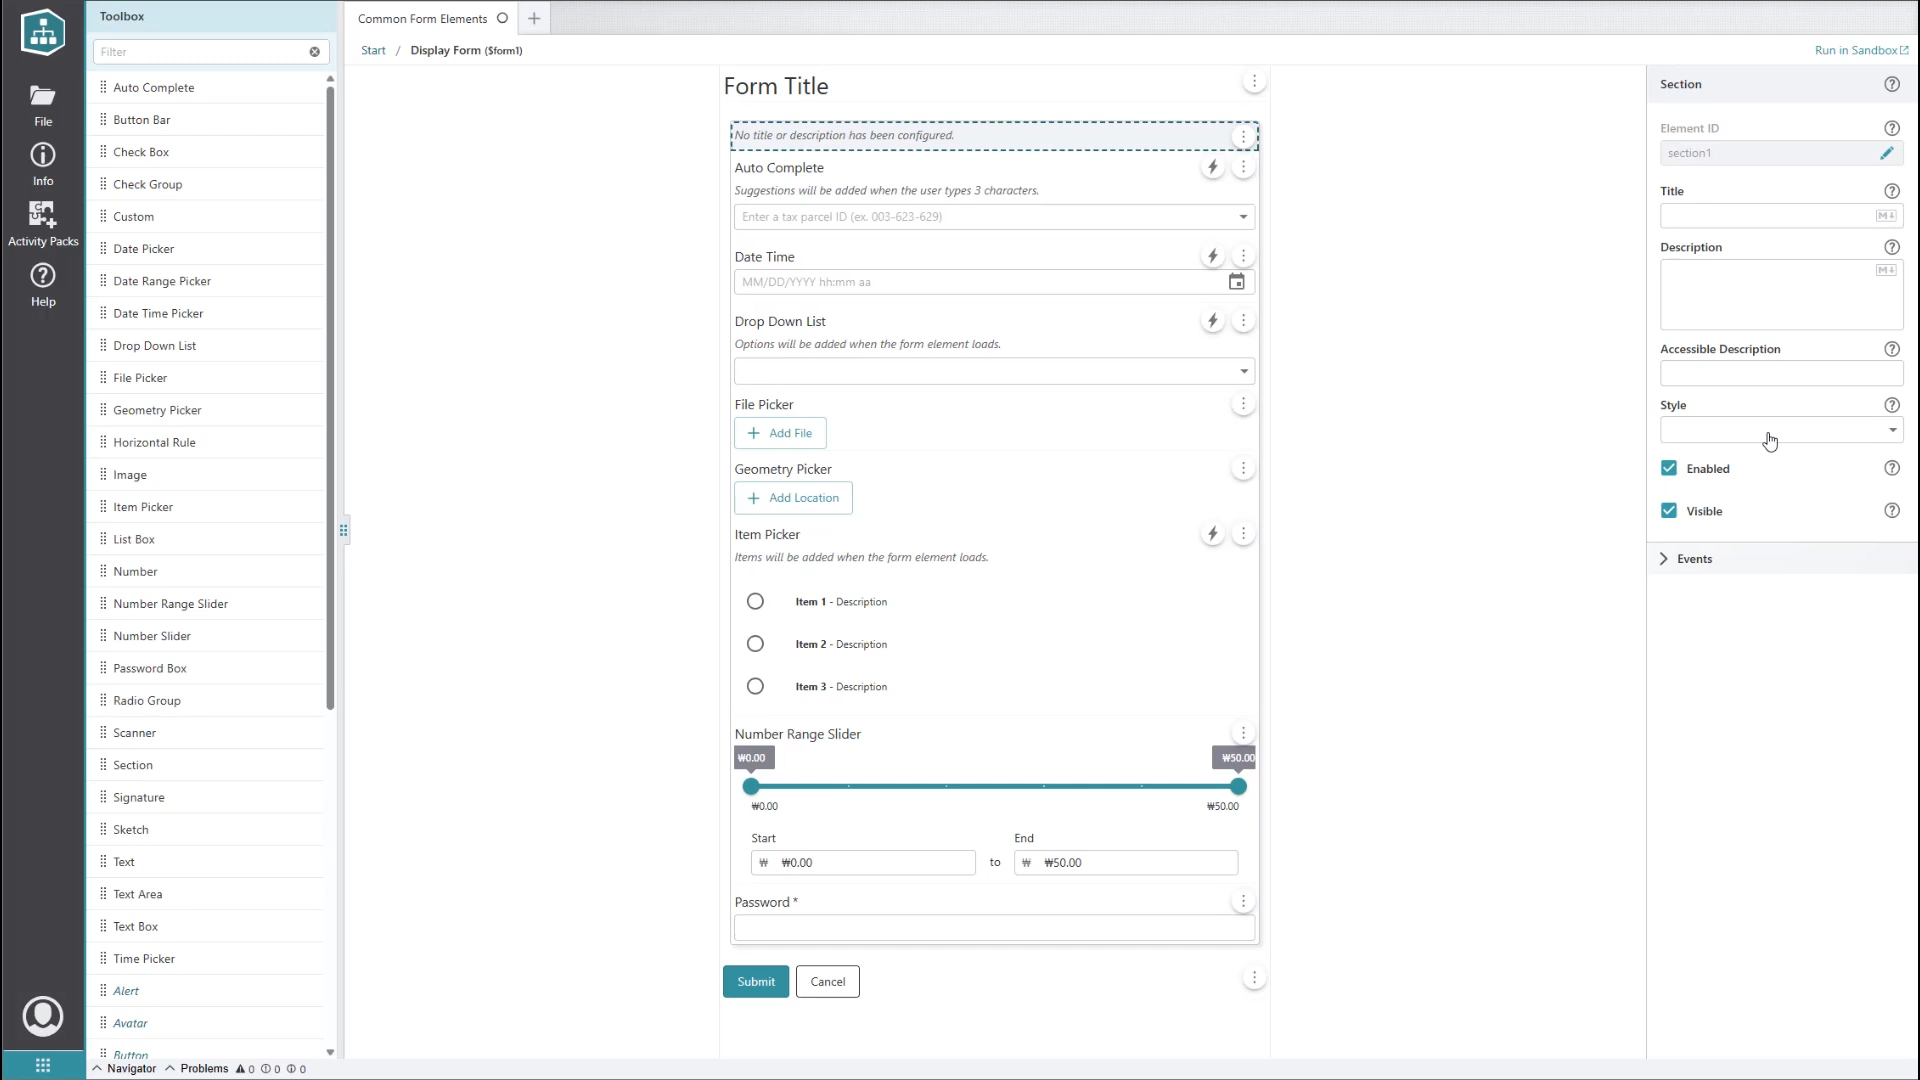 Toolbox
Common Form Elements
Filter
Start / Display Form ($form1)
Run in Sandbox
File
Info
Activity Packs
Help
Auto Complete
Button Bar
Check Box
Check Group
Custom
Date Picker
Date Range Picker
Date Time Picker
Drop Down List
File Picker
Geometry Picker
Horizontal Rule
Image
Item Picker
List Box
Number
Number Range Slider
Number Slider
Password Box
Radio Group
Scanner
Section
Signature
Sketch
Text
Text Area
Text Box
Time Picker
Alert
Avatar
Button
Form Title
No title or description has been configured.
Auto Complete
Suggestions will be added when the user types 3 characters.
Enter a tax parcel ID (ex. 003-623-629)
Date Time
MM/DD/YYYY hh:mm aa
Drop Down List
Options will be added when the form element loads.
File Picker
+ Add File
Geometry Picker
+ Add Location
Item Picker
Items will be added when the form element loads.
Item 1 - Description
Item 2 - Description
Item 3 - Description
Number Range Slider
₩0.00 ₩50.00
₩0.00 ₩50.00
Start End
₩ ₩0.00 to ₩ ₩50.00
Password *
Submit Cancel
Section
Element ID
section1
Title
Description
Accessible Description
Style
Enabled
Visible
Events
Navigator Problems 0 0 0